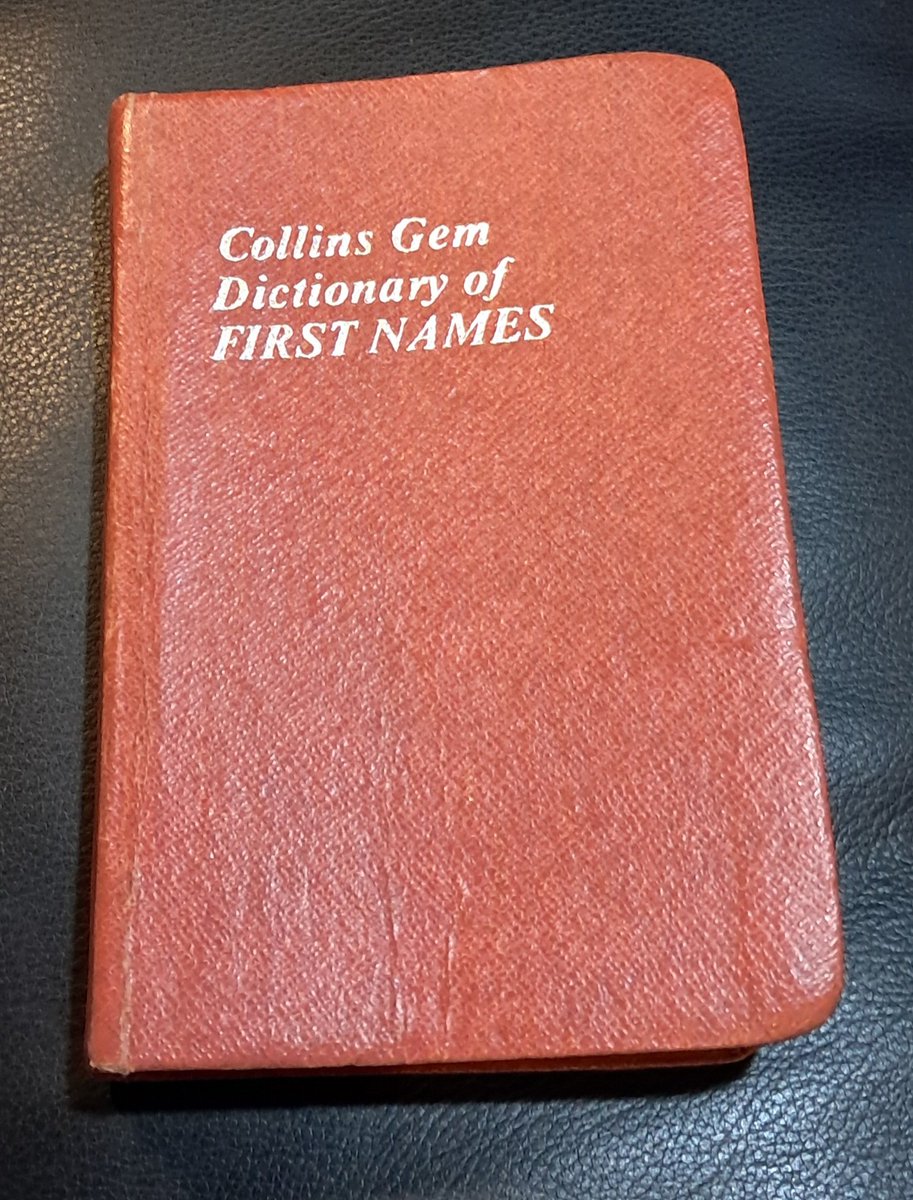 Collins Gem
Dictionary of
FIRST NAMES